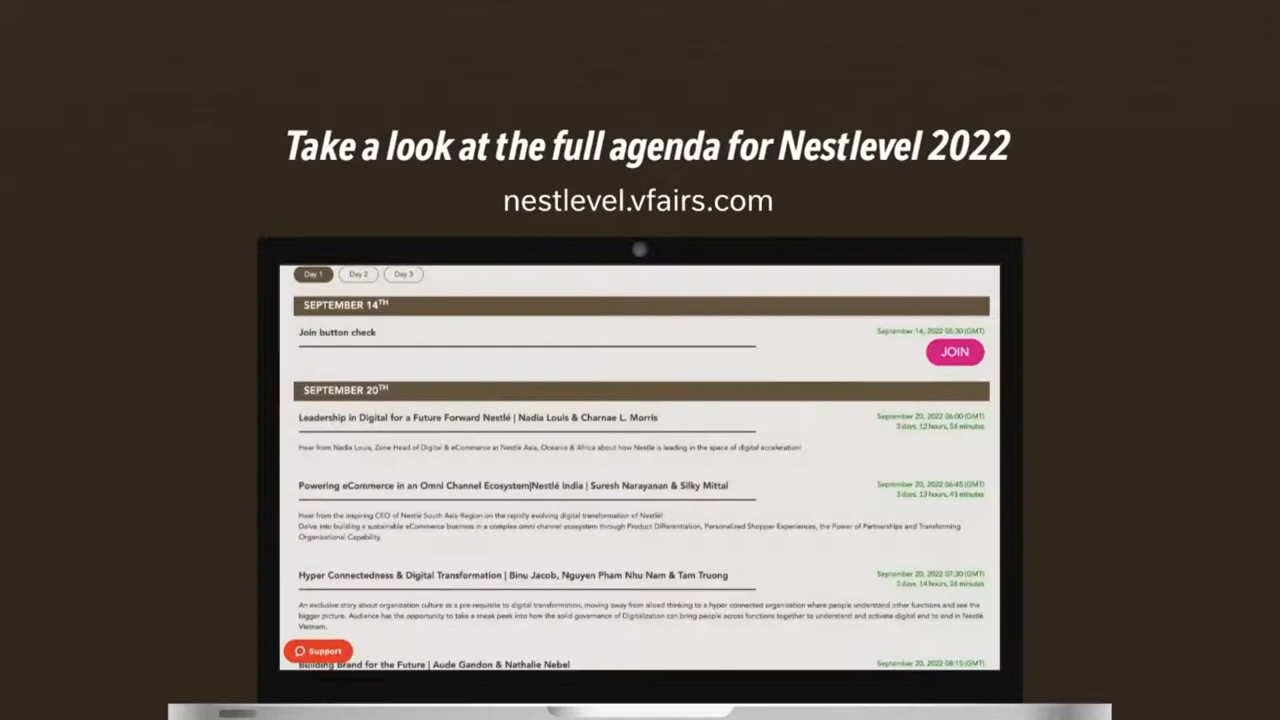 Take a look at the full agenda for Nestlevel 2022
nestlevel.vfairs.com
Day 1 Day 2 Day 3
SEPTEMBER 14TH
Join button check September 14, 2022 05:30 (GMT)
JOIN
SEPTEMBER 20TH
Leadership in Digital for a Future Forward Nestlé | Nadia Louis & Charnae L. Morris September 20, 2022 06:00 (GMT)
3 days, 12 hours, 56 minutes
Hear from Nadia Louis, Zone Head of Digital & eCommerce at Nestlé Asia, Oceania & Africa about how Nestle is leading in the space of digital acceleration!
Powering eCommerce in an Omni Channel Ecosystem|Nestlé India | Suresh Narayanan & Silky Mittal September 20, 2022 06:45 (GMT)
3 days, 13 hours, 41 minutes
Hear from the inspiring CEO of Nestlé South Asia Region on the rapidly evolving digital transformation of Nestlé!
Delve into building a sustainable eCommerce business in a complex omni channel ecosystem through Product Differentiation, Personalized Shopper Experiences, the Power of Partnerships and Transforming
Organizational Capability.
Hyper Connectedness & Digital Transformation | Binu Jacob, Nguyen Pham Nhu Nam & Tam Truong September 20, 2022 07:30 (GMT)
3 days, 14 hours, 26 minutes
An exclusive story about organization culture as a pre-requisite to digital transformation, moving away from siloed thinking to a hyper connected organisation where people understand other functions and see the
bigger picture. Audience has the opportunity to take a sneak peek into how the solid governance of Digitalization can bring people across functions together to understand and activate digital end to end in Nestlé
Vietnam.
Support
Building Brand for the Future | Aude Gandon & Nathalie Nebel September 20, 2022 08:15 (GMT)